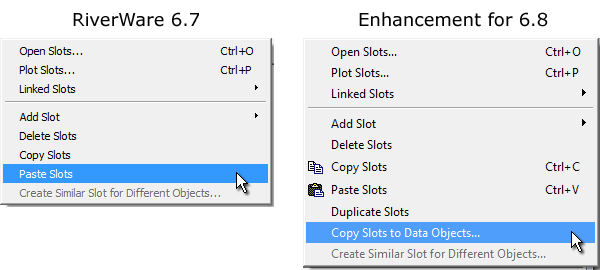 RiverWare 6.7
Open Slots... Ctrl+O
Plot Slots... Ctrl+P
Linked Slots
Add Slot
Delete Slots
Copy Slots
Paste Slots
Create Similar Slot for Different Objects...
Enhancement for 6.8
Open Slots... Ctrl+O
Plot Slots... Ctrl+P
Linked Slots
Add Slot
Delete Slots
Copy Slots Ctrl+C
Paste Slots Ctrl+V
Duplicate Slots
Copy Slots to Data Objects...
Create Similar Slot for Different Objects...